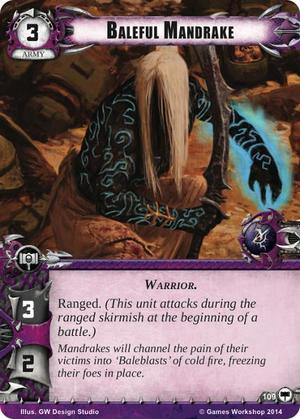 3
Baleful Mandrake
ARMY
Warrior.
3
Ranged. (This unit attacks during the
ranged skirmish at the beginning of a
battle.)
2
Mandrakes will channel the pain of their
victims into ‘Baleblasts’ of cold fire, freezing
their foes in place.
109
Illus. GW Design Studio
© Games Workshop 2014